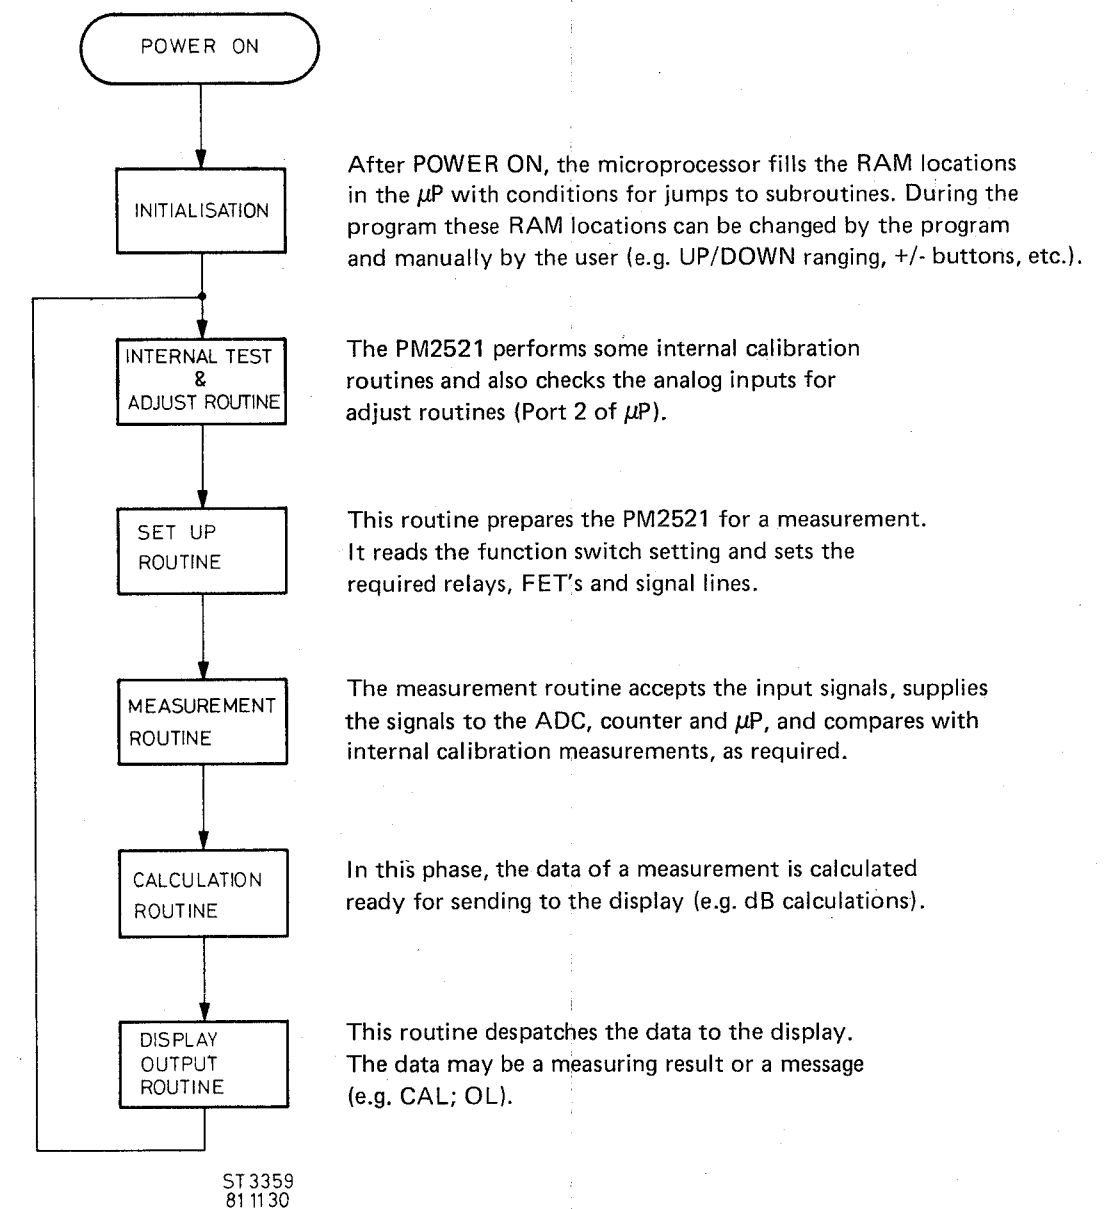 POWER ON
After POWER ON, the microprocessor fills the RAM locations
in the μP with conditions for jumps to subroutines. During the
program these RAM locations can be changed by the program
and manually by the user (e.g. UP/DOWN ranging, +/- buttons, etc.).
INITIALISATION
The PM2521 performs some internal calibration
routines and also checks the analog inputs for
adjust routines (Port 2 of μP).
INTERNAL TEST
&
ADJUST ROUTINE
This routine prepares the PM2521 for a measurement.
It reads the function switch setting and sets the
required relays, FET's and signal lines.
SET UP
ROUTINE
The measurement routine accepts the input signals, supplies
the signals to the ADC, counter and μP, and compares with
internal calibration measurements, as required.
MEASUREMENT
ROUTINE
In this phase, the data of a measurement is calculated
ready for sending to the display (e.g. dB calculations).
CALCULATION
ROUTINE
This routine despatches the data to the display.
The data may be a measuring result or a message
(e.g. CAL; OL).
DISPLAY
OUTPUT
ROUTINE
ST 3359
81 11 30